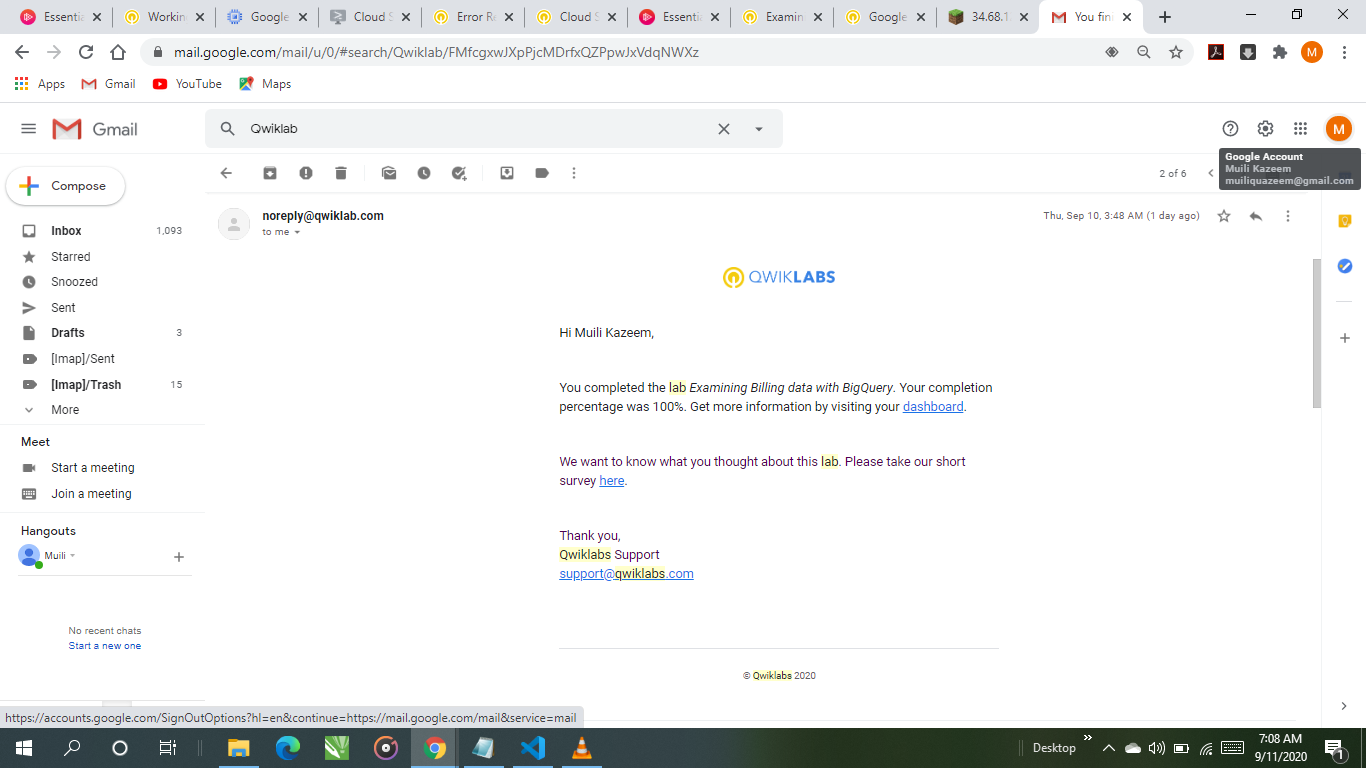 Essentia
Workin
Google
Cloud S
Error Re
Cloud S
Essentia
Examin
Google
34.68.1.
You fini
mail.google.com/mail/u/0/#search/Qwiklab/FMfcgxwJXpPjcMDrfxQZPpwJxVdqNWXz
M
Apps
Gmail
YouTube
Maps
Gmail
Qwiklab
M
Google Account
Muili Kazeem
muiliquazeem@gmail.com
Compose
2 of 6
Inbox 1,093
Starred
Snoozed
Sent
Drafts 3
[Imap]/Sent
[Imap]/Trash 15
More
Meet
Start a meeting
Join a meeting
Hangouts
Muili
No recent chats
Start a new one
noreply@qwiklab.com
to me
Thu, Sep 10, 3:48 AM (1 day ago)
QWIKLABS
Hi Muili Kazeem,
You completed the lab Examining Billing data with BigQuery. Your completion
percentage was 100%. Get more information by visiting your dashboard.
We want to know what you thought about this lab. Please take our short
survey here.
Thank you,
Qwiklabs Support
support@qwiklabs.com
© Qwiklabs 2020
https://accounts.google.com/SignOutOptions?hl=en&continue=https://mail.google.com/mail&service=mail
Desktop
7:08 AM
9/11/2020
1